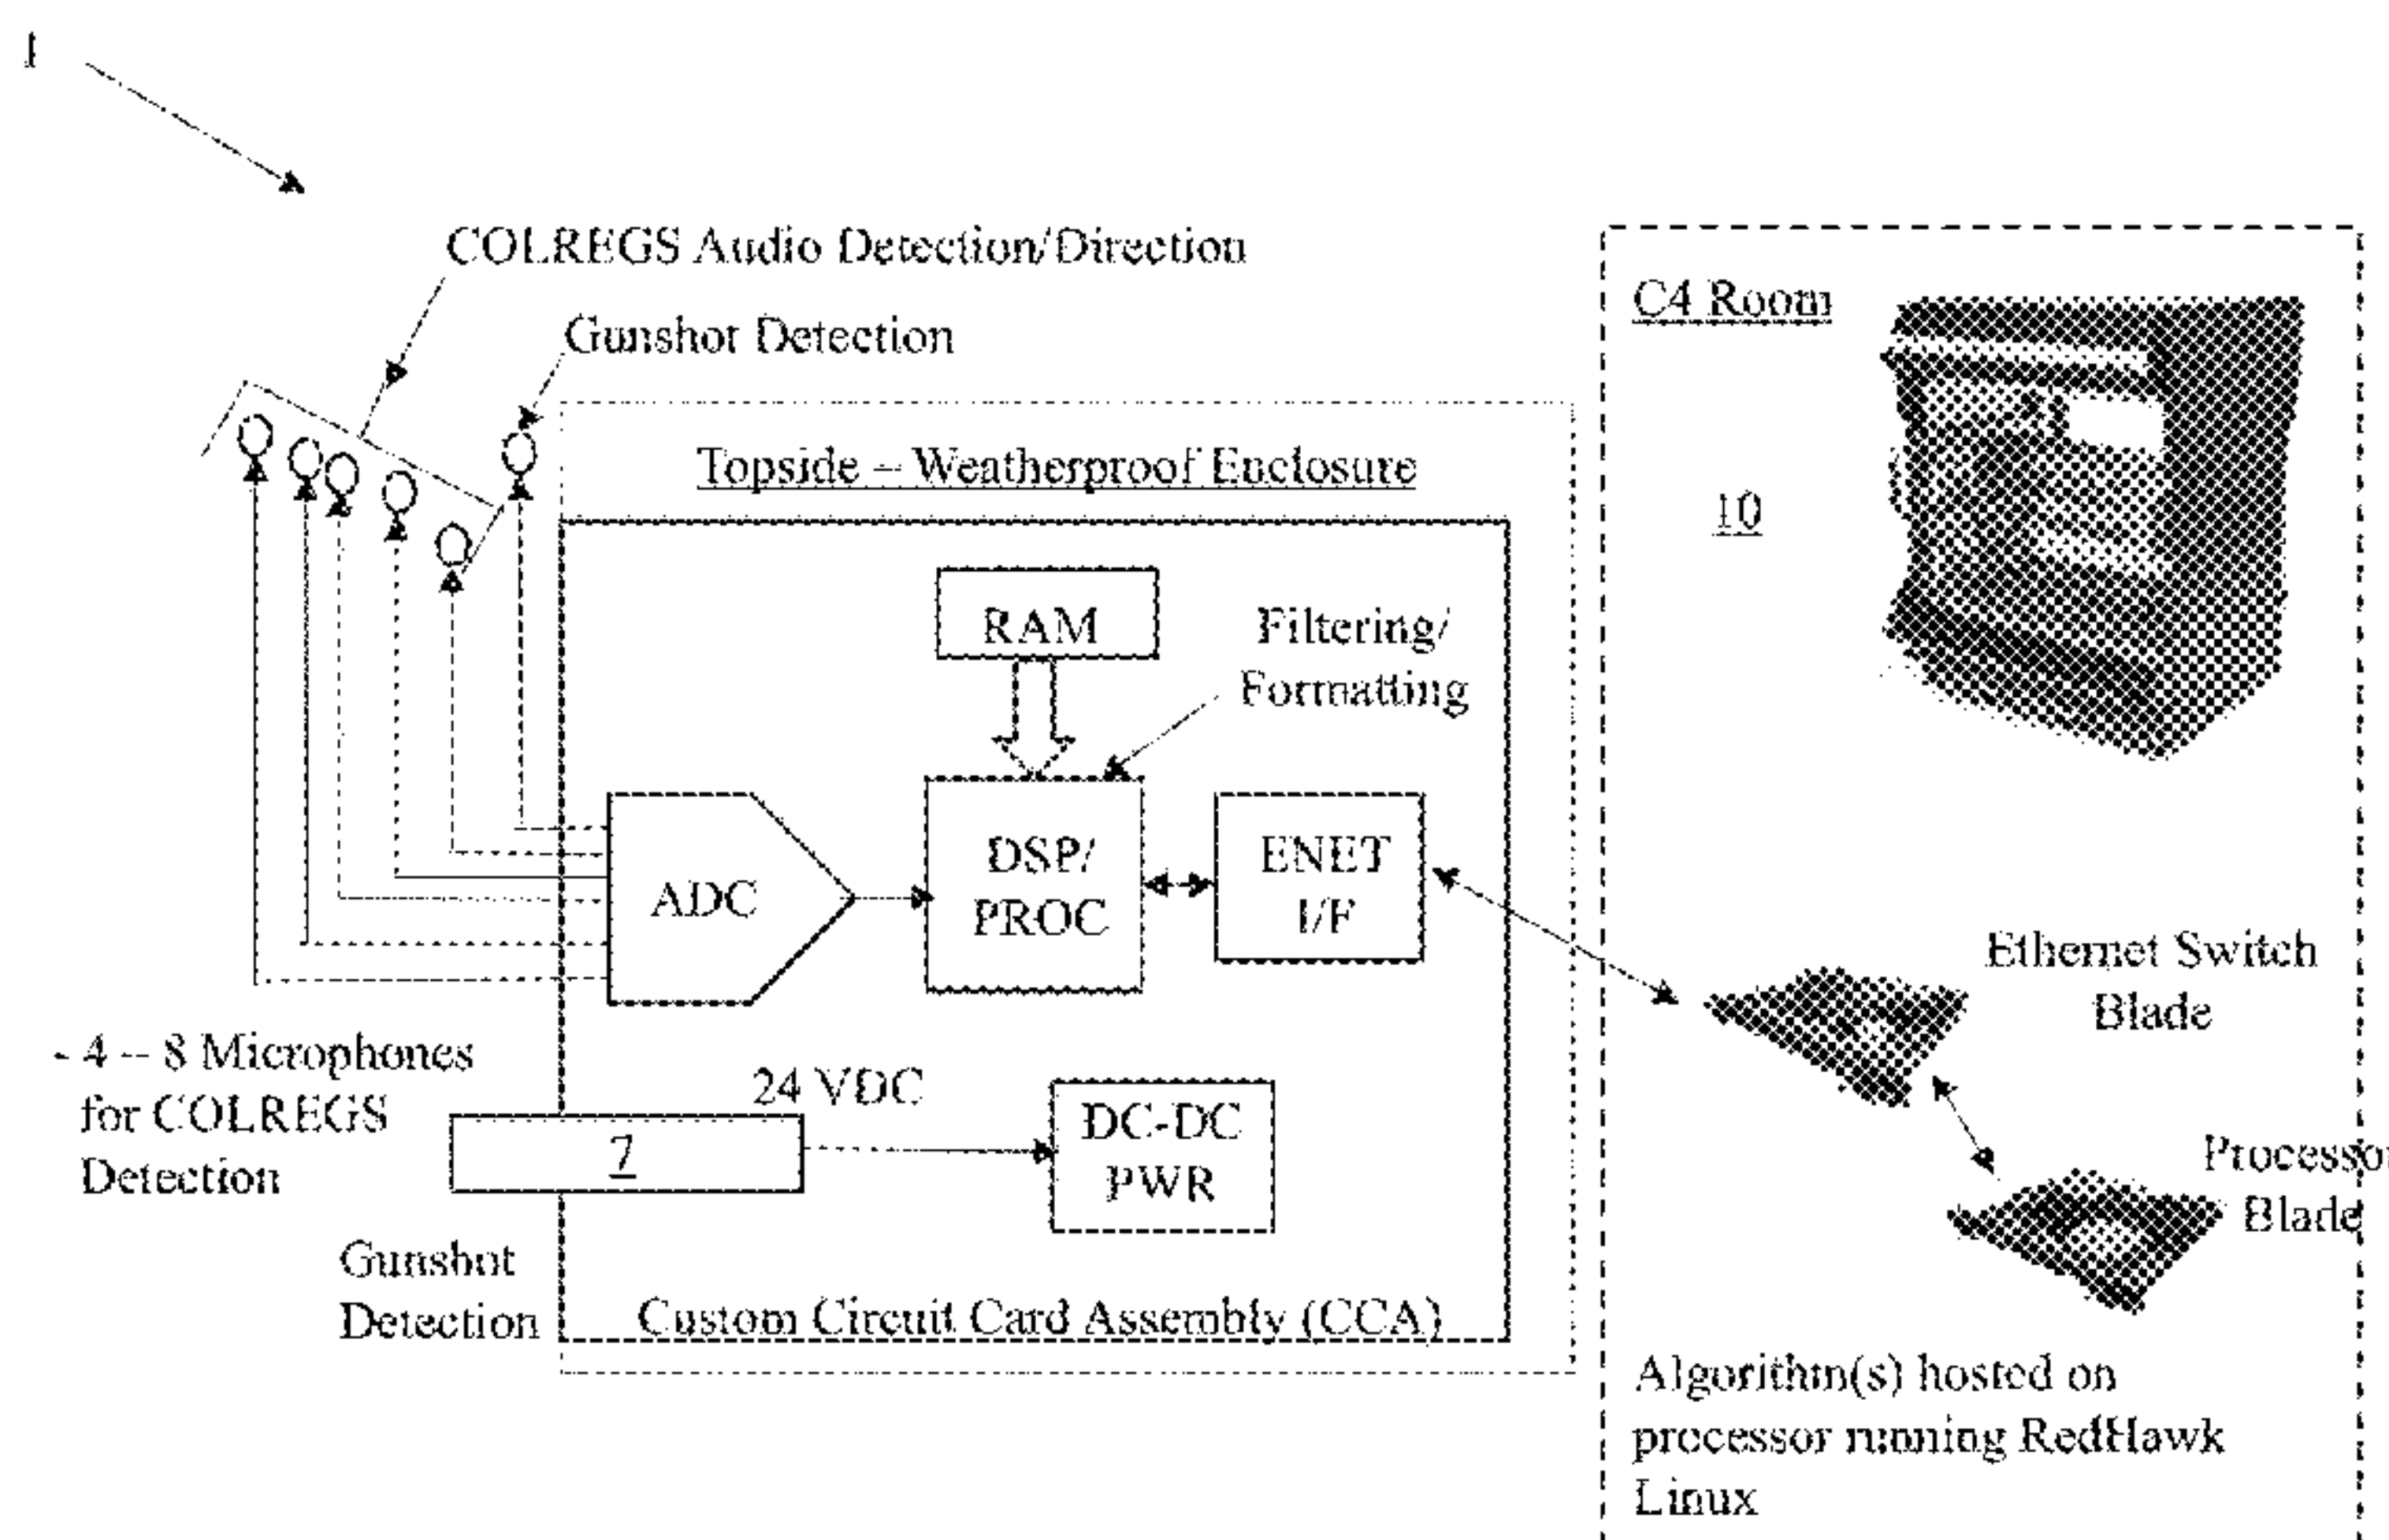 1
COLREGS Audio Detection/Direction
Gunshot Detection
Topside – Weatherproof Enclosure
RAM
Filtering/
Formatting
ADC
DSP/
PROC
ENET
I/F
- 4 – 8 Microphones
for COLREGS
Detection
24 VDC
7
DC-DC
PWR
Gunshot
Detection
Custom Circuit Card Assembly (CCA)
C4 Room
10
Ethernet Switch
Blade
Processor
Blade
Algorithm(s) hosted on
processor running RedHawk
Linux